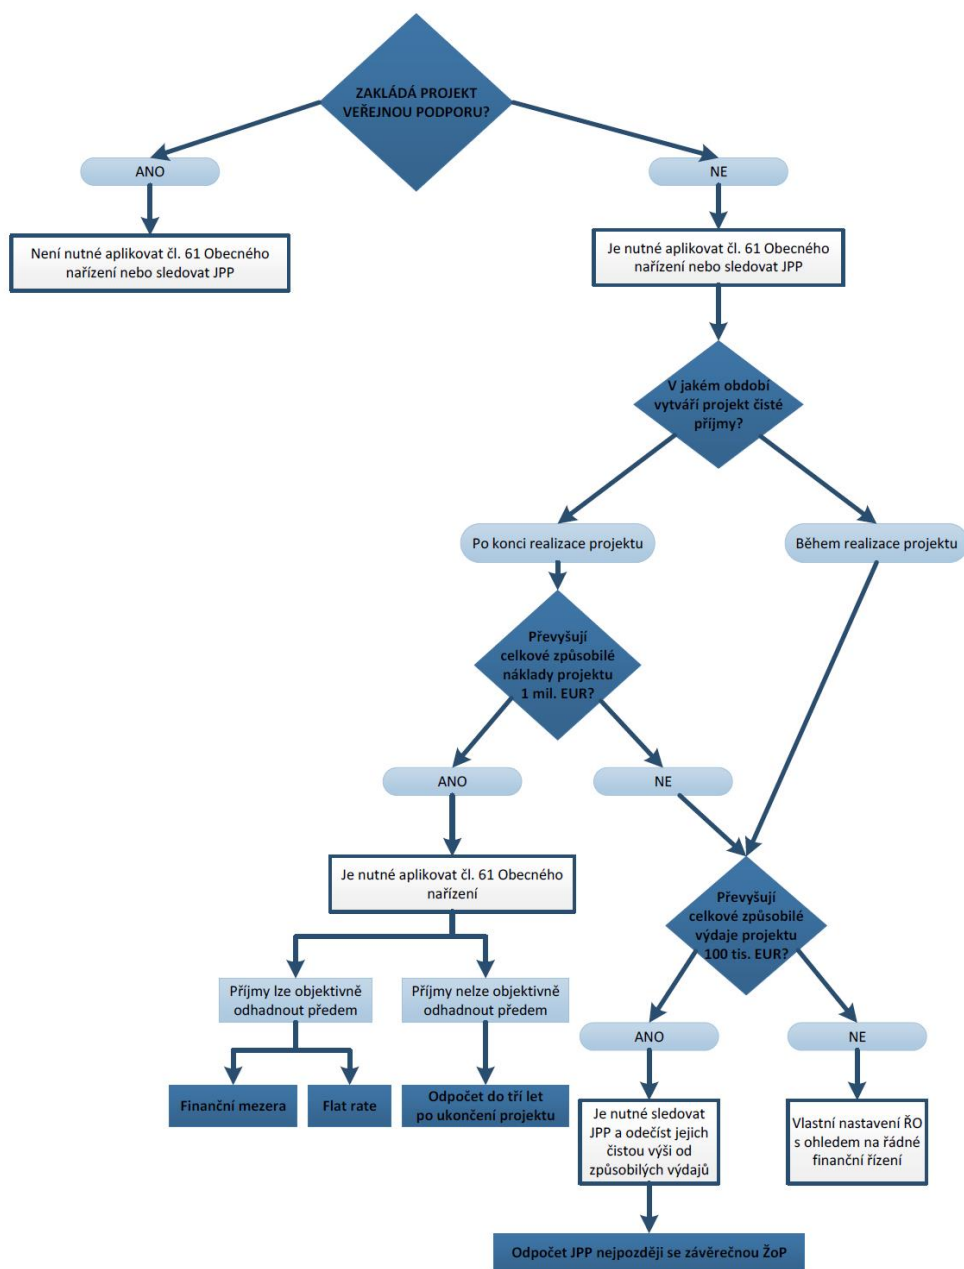 ZAKLÁDÁ PROJEKT
VEŘEJNOU PODPORU?
ANO
NE
Není nutné aplikovat čl. 61 Obecného
nařízení nebo sledovat JPP
Je nutné aplikovat čl. 61 Obecného
nařízení nebo sledovat JPP
V jakém období
vytváří projekt čisté
příjmy?
Po konci realizace projektu
Během realizace projektu
Převyšují
celkové způsobilé
náklady projektu
1 mil. EUR?
ANO
NE
Je nutné aplikovat čl. 61 Obecného
nařízení
Převyšují
celkové způsobilé
výdaje projektu
100 tis. EUR?
Příjmy lze objektivně
odhadnout předem
Příjmy nelze objektivně
odhadnout předem
ANO
NE
Finanční mezera
Flat rate
Odpočet do tří let
po ukončení projektu
Je nutné sledovat
JPP a odečíst jejich
čistou výši od
způsobilých výdajů
Vlastní nastavení ŘO
s ohledem na řádné
finanční řízení
Odpočet JPP nejpozději se závěrečnou ŽoP